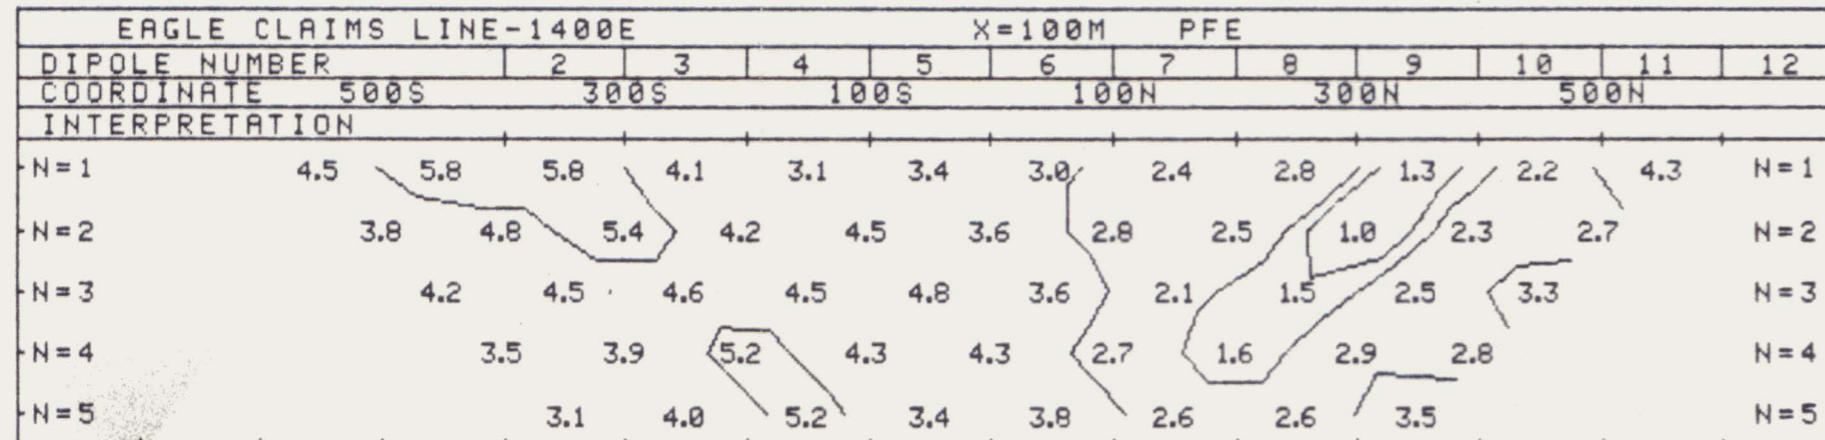 EAGLE CLAIMS LINE-1400E X=100M PFE
DIPOLE NUMBER 2 3 4 5 6 7 8 9 10 11 12
COORDINATE 500S 300S 100S 100N 300N 500N
INTERPRETATION
N=1 4.5 5.8 5.8 4.1 3.1 3.4 3.0 2.4 2.8 1.3 2.2 4.3 N=1
N=2 3.8 4.8 5.4 4.2 4.5 3.6 2.8 2.5 1.0 2.3 2.7 N=2
N=3 4.2 4.5 4.6 4.5 4.8 3.6 2.1 1.5 2.5 3.3 N=3
N=4 3.5 3.9 5.2 4.3 4.3 2.7 1.6 2.9 2.8 N=4
N=5 3.1 4.0 5.2 3.4 3.8 2.6 2.6 3.5 N=5